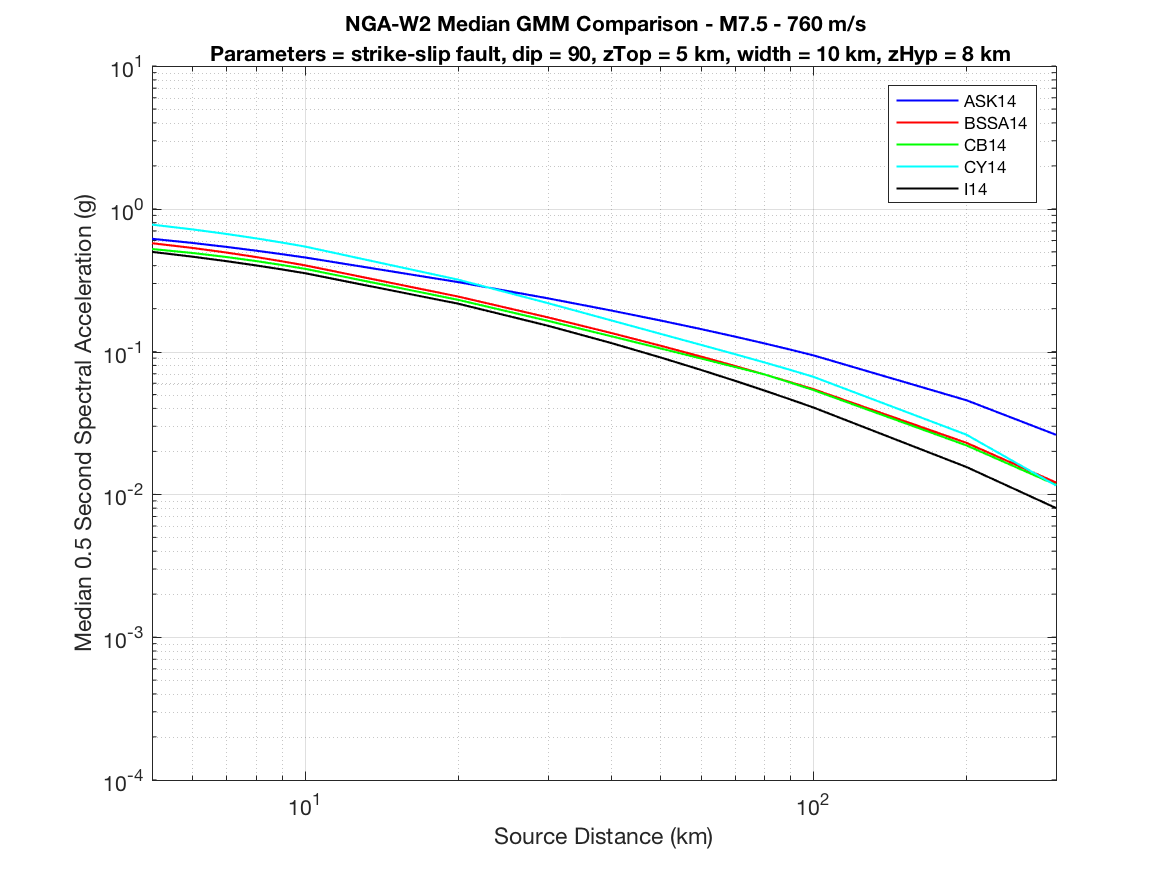 NGA-W2 Median GMM Comparison - M7.5 - 760 m/s
Parameters = strike-slip fault, dip = 90, zTop = 5 km, width = 10 km, zHyp = 8 km
10^1
ASK14
BSSA14
CB14
CY14
I14
10^0
10^-1
10^-2
10^-3
10^-4
Median 0.5 Second Spectral Acceleration (g)
10^1
10^2
Source Distance (km)